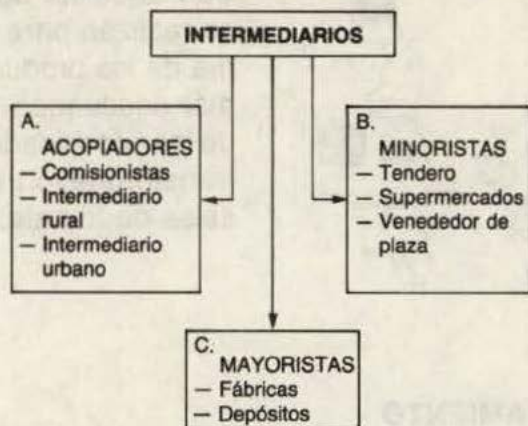 INTERMEDIARIOS
A.
ACOPIADORES
— Comisionistas
— Intermediario
rural
— Intermediario
urbano
B.
MINORISTAS
— Tendero
— Supermercados
— Venededor de
plaza
C.
MAYORISTAS
— Fábricas
— Depósitos